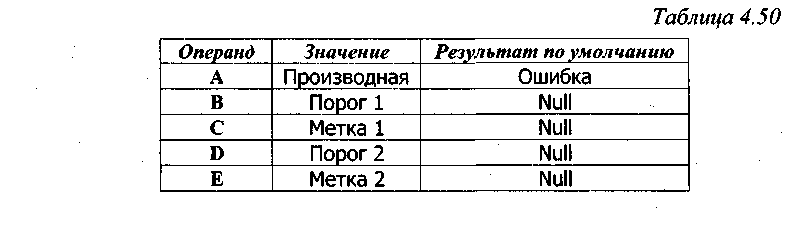 Таблица 4.50
Операнд Значение Результат по умолчанию
A Производная Ошибка
B Порог 1 Null
C Метка 1 Null
D Порог 2 Null
E Метка 2 Null